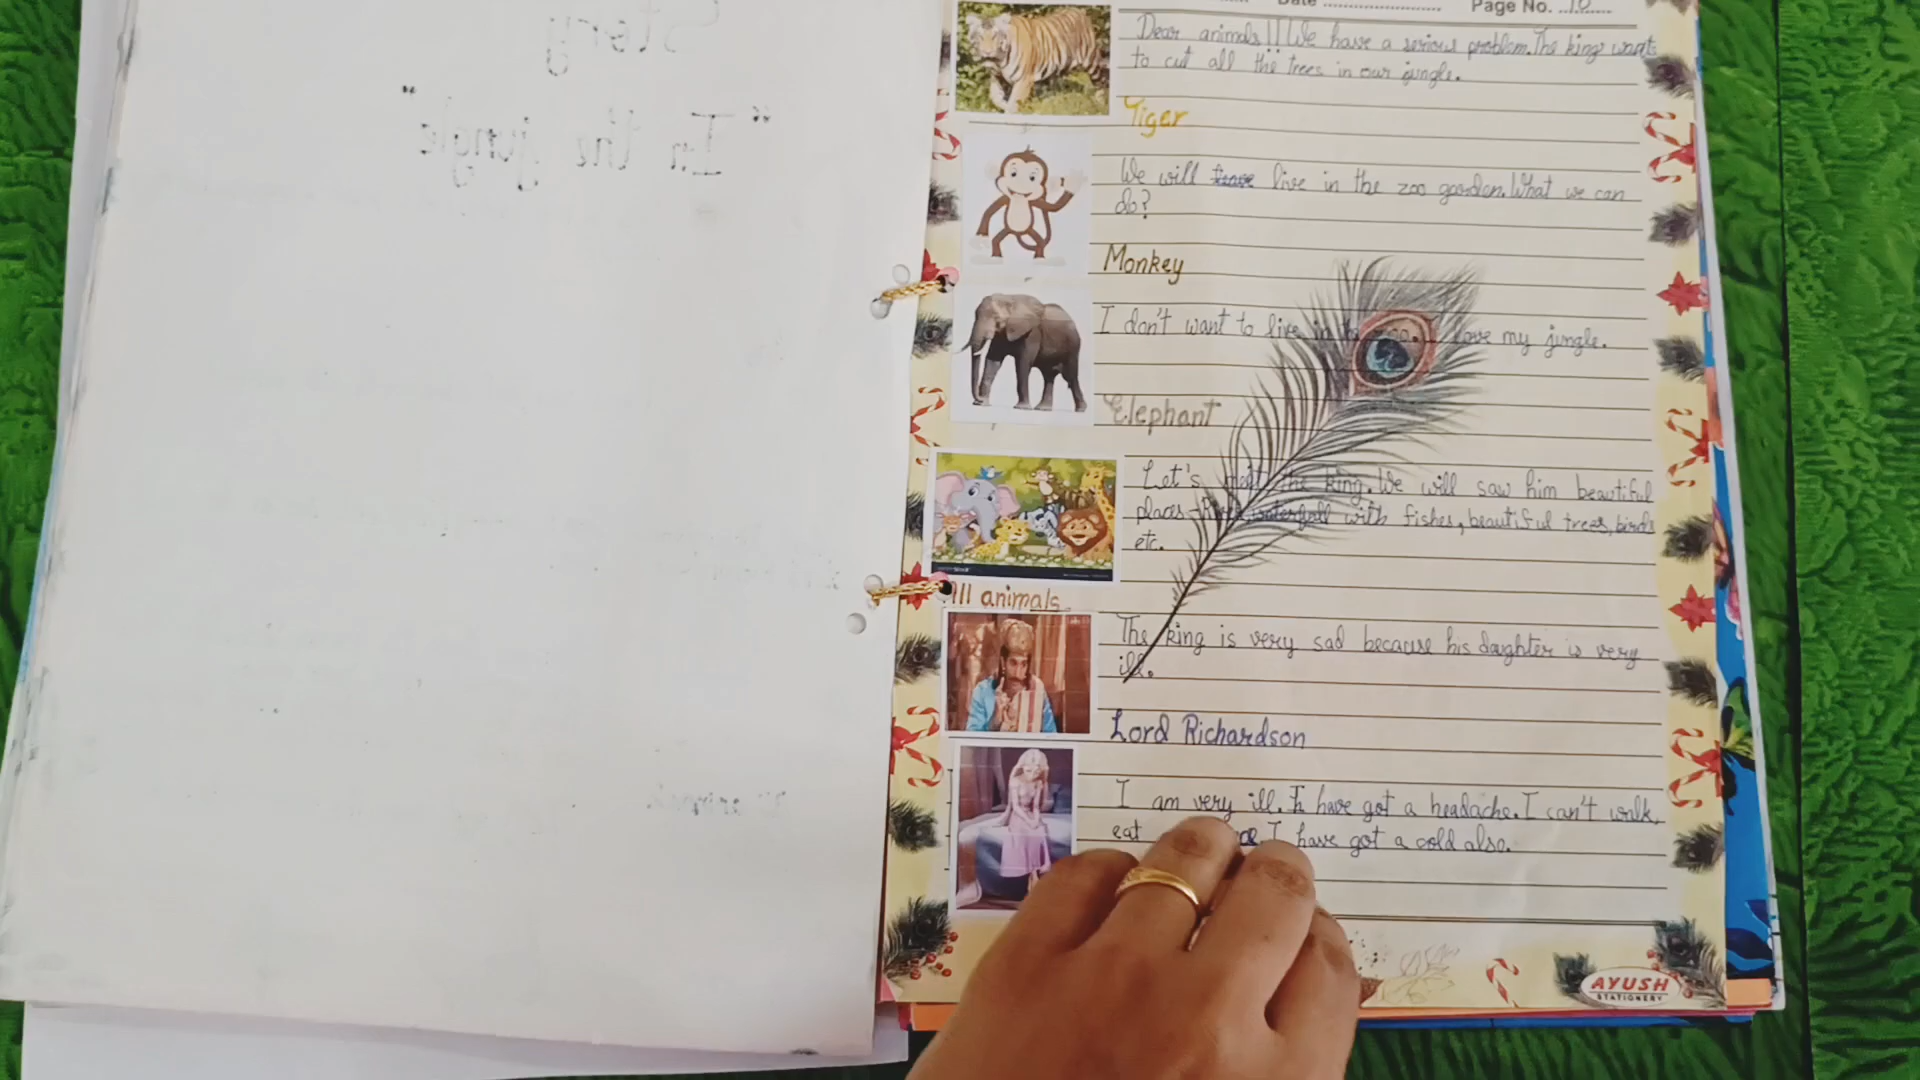 Story
"In the jungle"
Date
Page No. 10
Dear animals!! We have a serious problem. The king wants
to cut all the trees in our jungle.
Tiger
We will live in the zoo garden. What we can
do?
Monkey
I don't want to live in the zoo. I love my jungle.
Elephant
Let's meet the king. We will saw him beautiful
places - waterfall with fishes, beautiful trees, birds
etc.
All animals
The king is very sad because his daughter is very
ill.
Lord Richardson
I am very ill. I have got a headache. I can't walk,
eat I have got a cold also.
AYUSH
STATIONERY